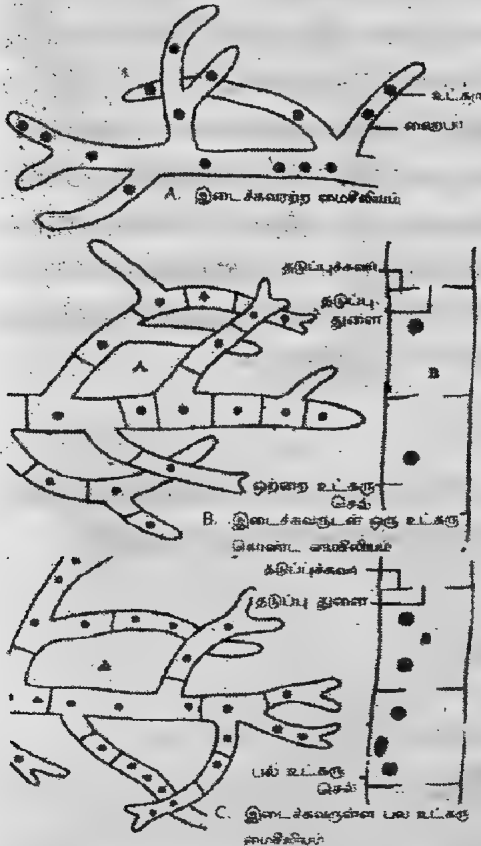 உட்கரு
ஹைபா
A. இடைச்சுவரற்ற மைசீலியம்
தடுப்புச்சுவர்
தடுப்பு
துளை
A
A
B
ஒற்றை உட்கரு
செல்
B. இடைச்சுவருடன் ஒரு உட்கரு
கொண்ட மைசீலியம்
தடுப்புச்சுவர்
தடுப்பு துளை
பல் உட்கரு
செல்
C. இடைச்சுவருள்ள பல உட்கரு
மைசீலியம்